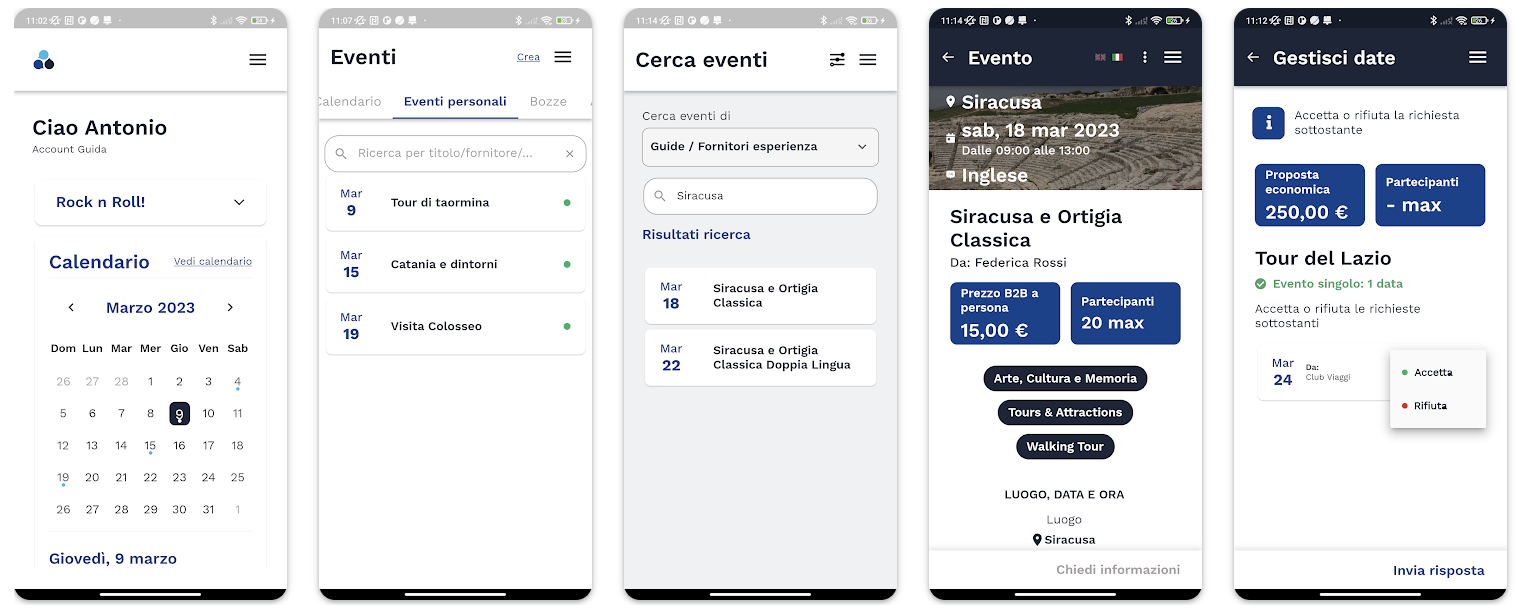 11:02
Ciao Antonio
Account Guida
Rock n Roll!
Calendario
Vedi calendario
Marzo 2023
Dom Lun Mar Mer Gio Ven Sab
26 27 28 1 2 3 4
5 6 7 8 9 10 11
12 13 14 15 16 17 18
19 20 21 22 23 24 25
26 27 28 29 30 31 1
Giovedì, 9 marzo
11:07
Eventi
Crea
Calendario
Eventi personali
Bozze
Ricerca per titolo/fornitore/...
Mar
9
Tour di taormina
Mar
15
Catania e dintorni
Mar
19
Visita Colosseo
11:14
Cerca eventi
Cerca eventi di
Guide / Fornitori esperienza
Siracusa
Risultati ricerca
Mar
18
Siracusa e Ortigia
Classica
Mar
22
Siracusa e Ortigia
Classica Doppia Lingua
11:14
Evento
Siracusa
sab, 18 mar 2023
Dalle 09:00 alle 13:00
Inglese
Siracusa e Ortigia
Classica
Da: Federica Rossi
Prezzo B2B a
persona
15,00 €
Partecipanti
20 max
Arte, Cultura e Memoria
Tours & Attractions
Walking Tour
LUOGO, DATA E ORA
Luogo
Siracusa
Chiedi informazioni
11:12
Gestisci date
Accetta o rifiuta la richiesta
sottostante
Proposta
economica
250,00 €
Partecipanti
- max
Tour del Lazio
Evento singolo: 1 data
Accetta o rifiuta le richieste
sottostanti
Mar
24
Da:
Club Viaggi
Accetta
Rifiuta
Invia risposta